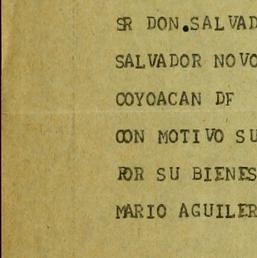 SR DON.SALVAD
SALVADOR NOVO
COYOACAN DF
CON MOTIVO SU
POR SU BIENES
MARIO AGUILER